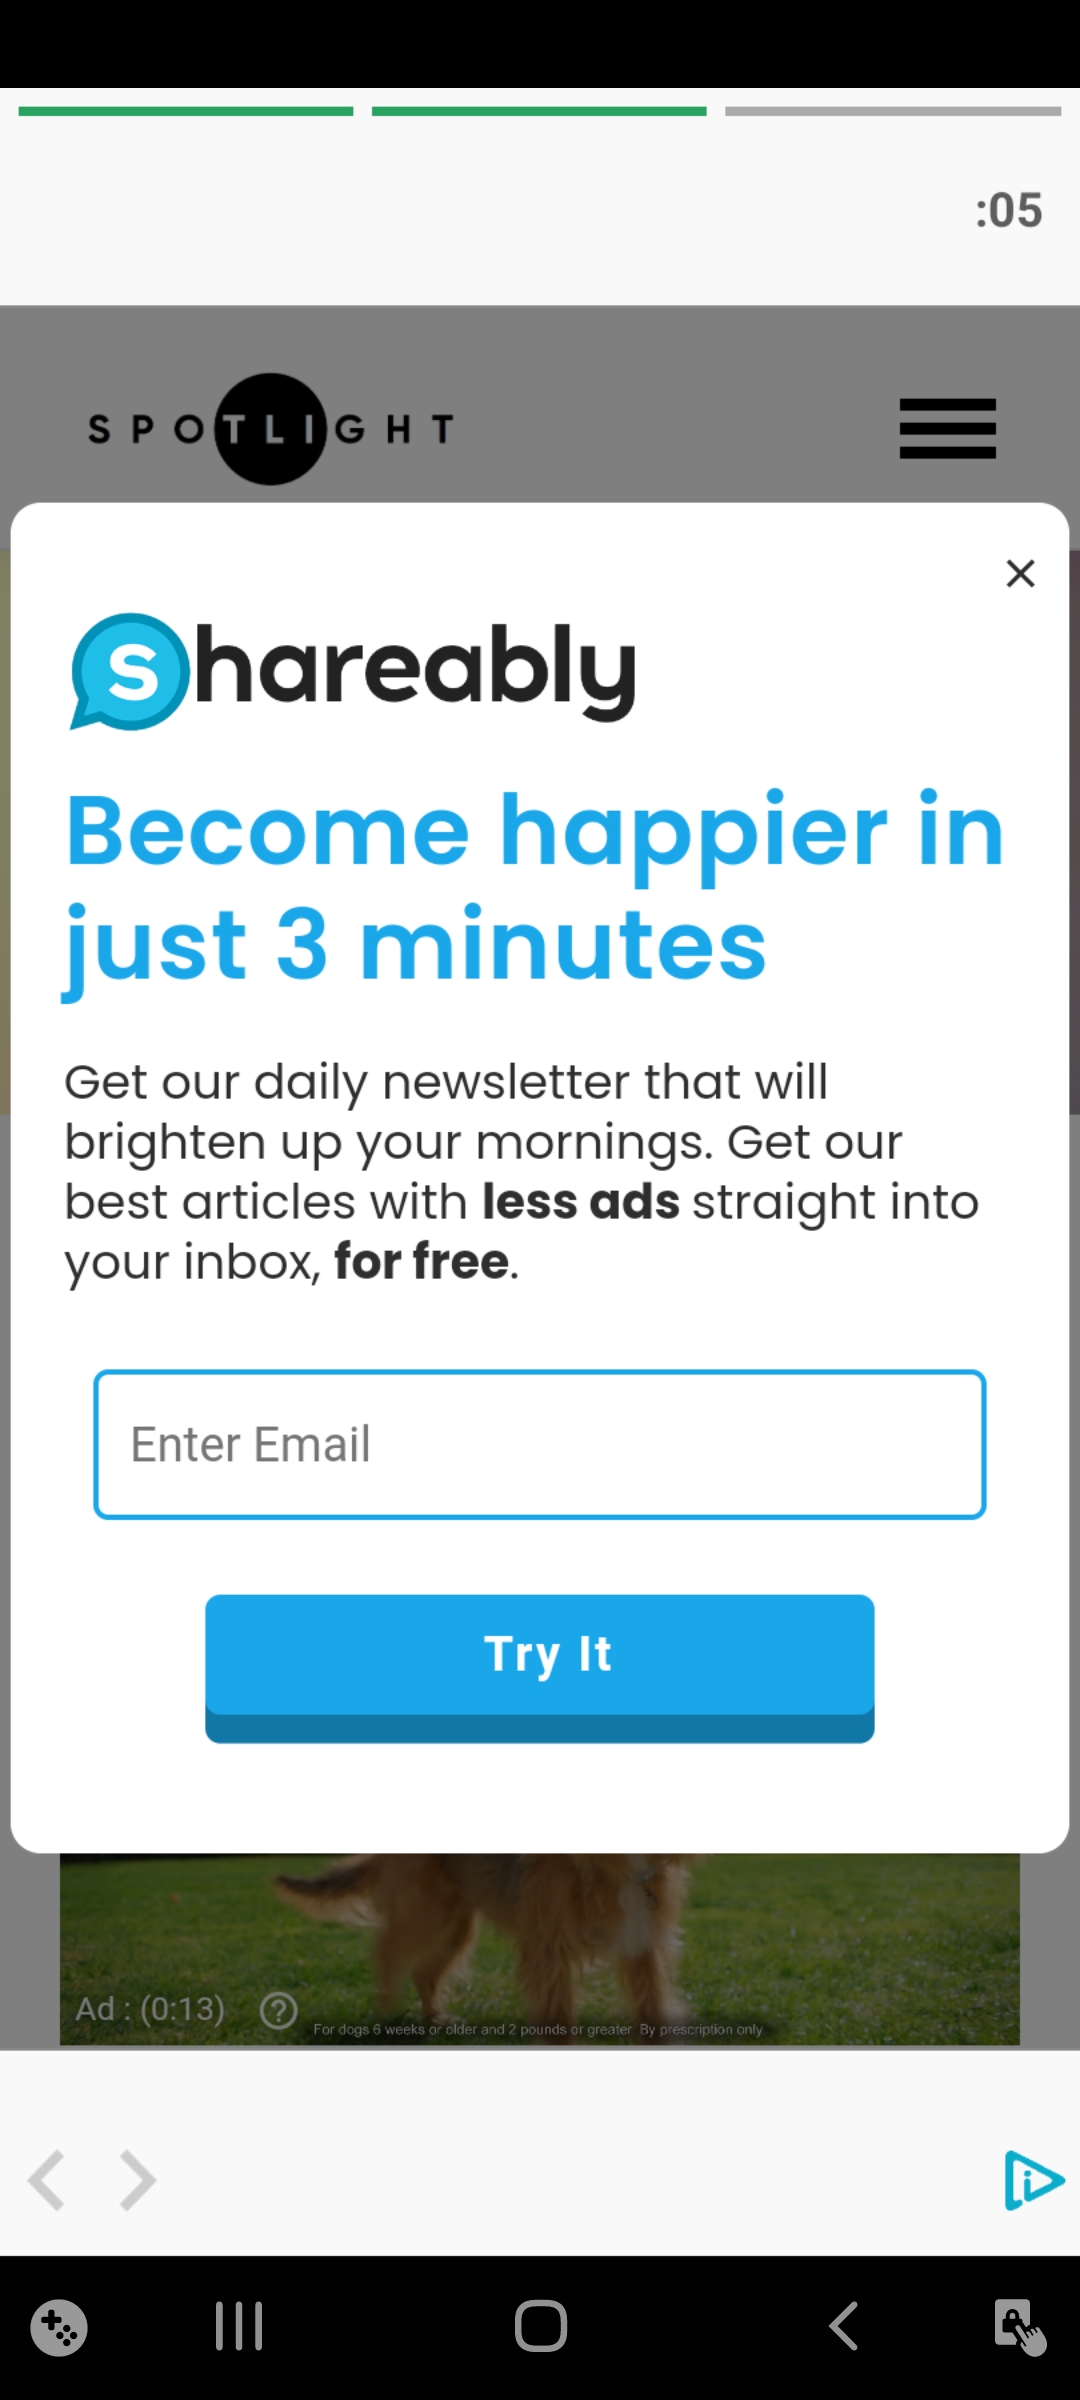 :05
SPOTLIGHT
shareably
Become happier in
just 3 minutes
Get our daily newsletter that will
brighten up your mornings. Get our
best articles with less ads straight into
your inbox, for free.
Enter Email
Try It
Ad : (0:13)
For dogs 6 weeks or older and 2 pounds or greater By prescription only